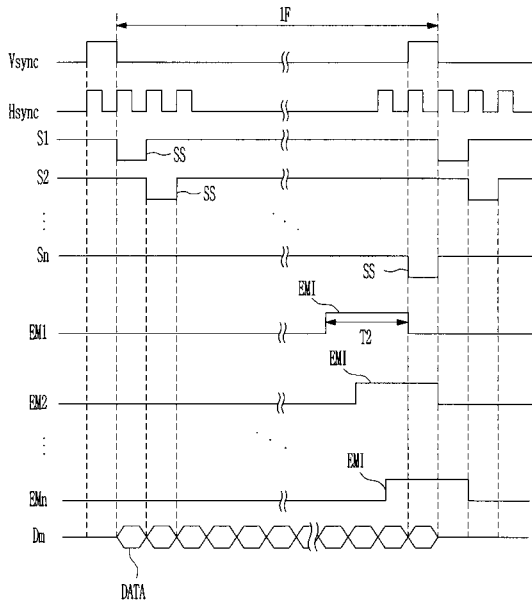 1F
Vsync
Hsync
S1
SS
S2
SS
Sn
SS
EMI
EM1
T2
EMI
EM2
EMI
EMn
Dm
DATA